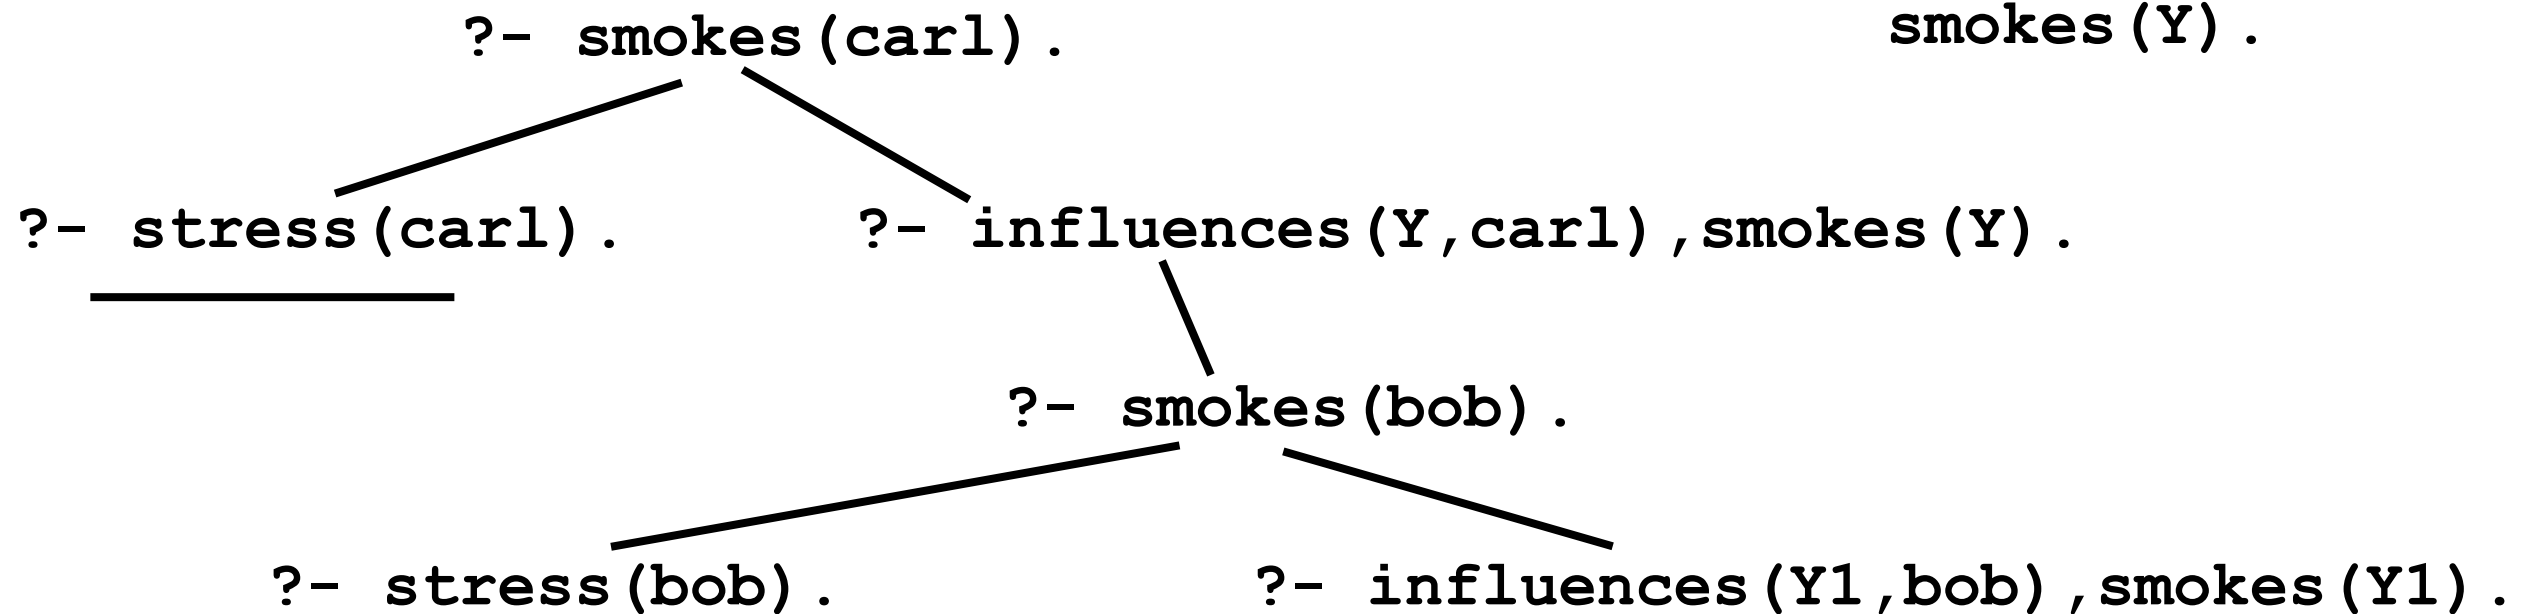 ?- smokes(carl).
smokes(Y).
?- stress(carl).
?- influences(Y,carl),smokes(Y).
?- smokes(bob).
?- stress(bob).
?- influences(Y1,bob),smokes(Y1).